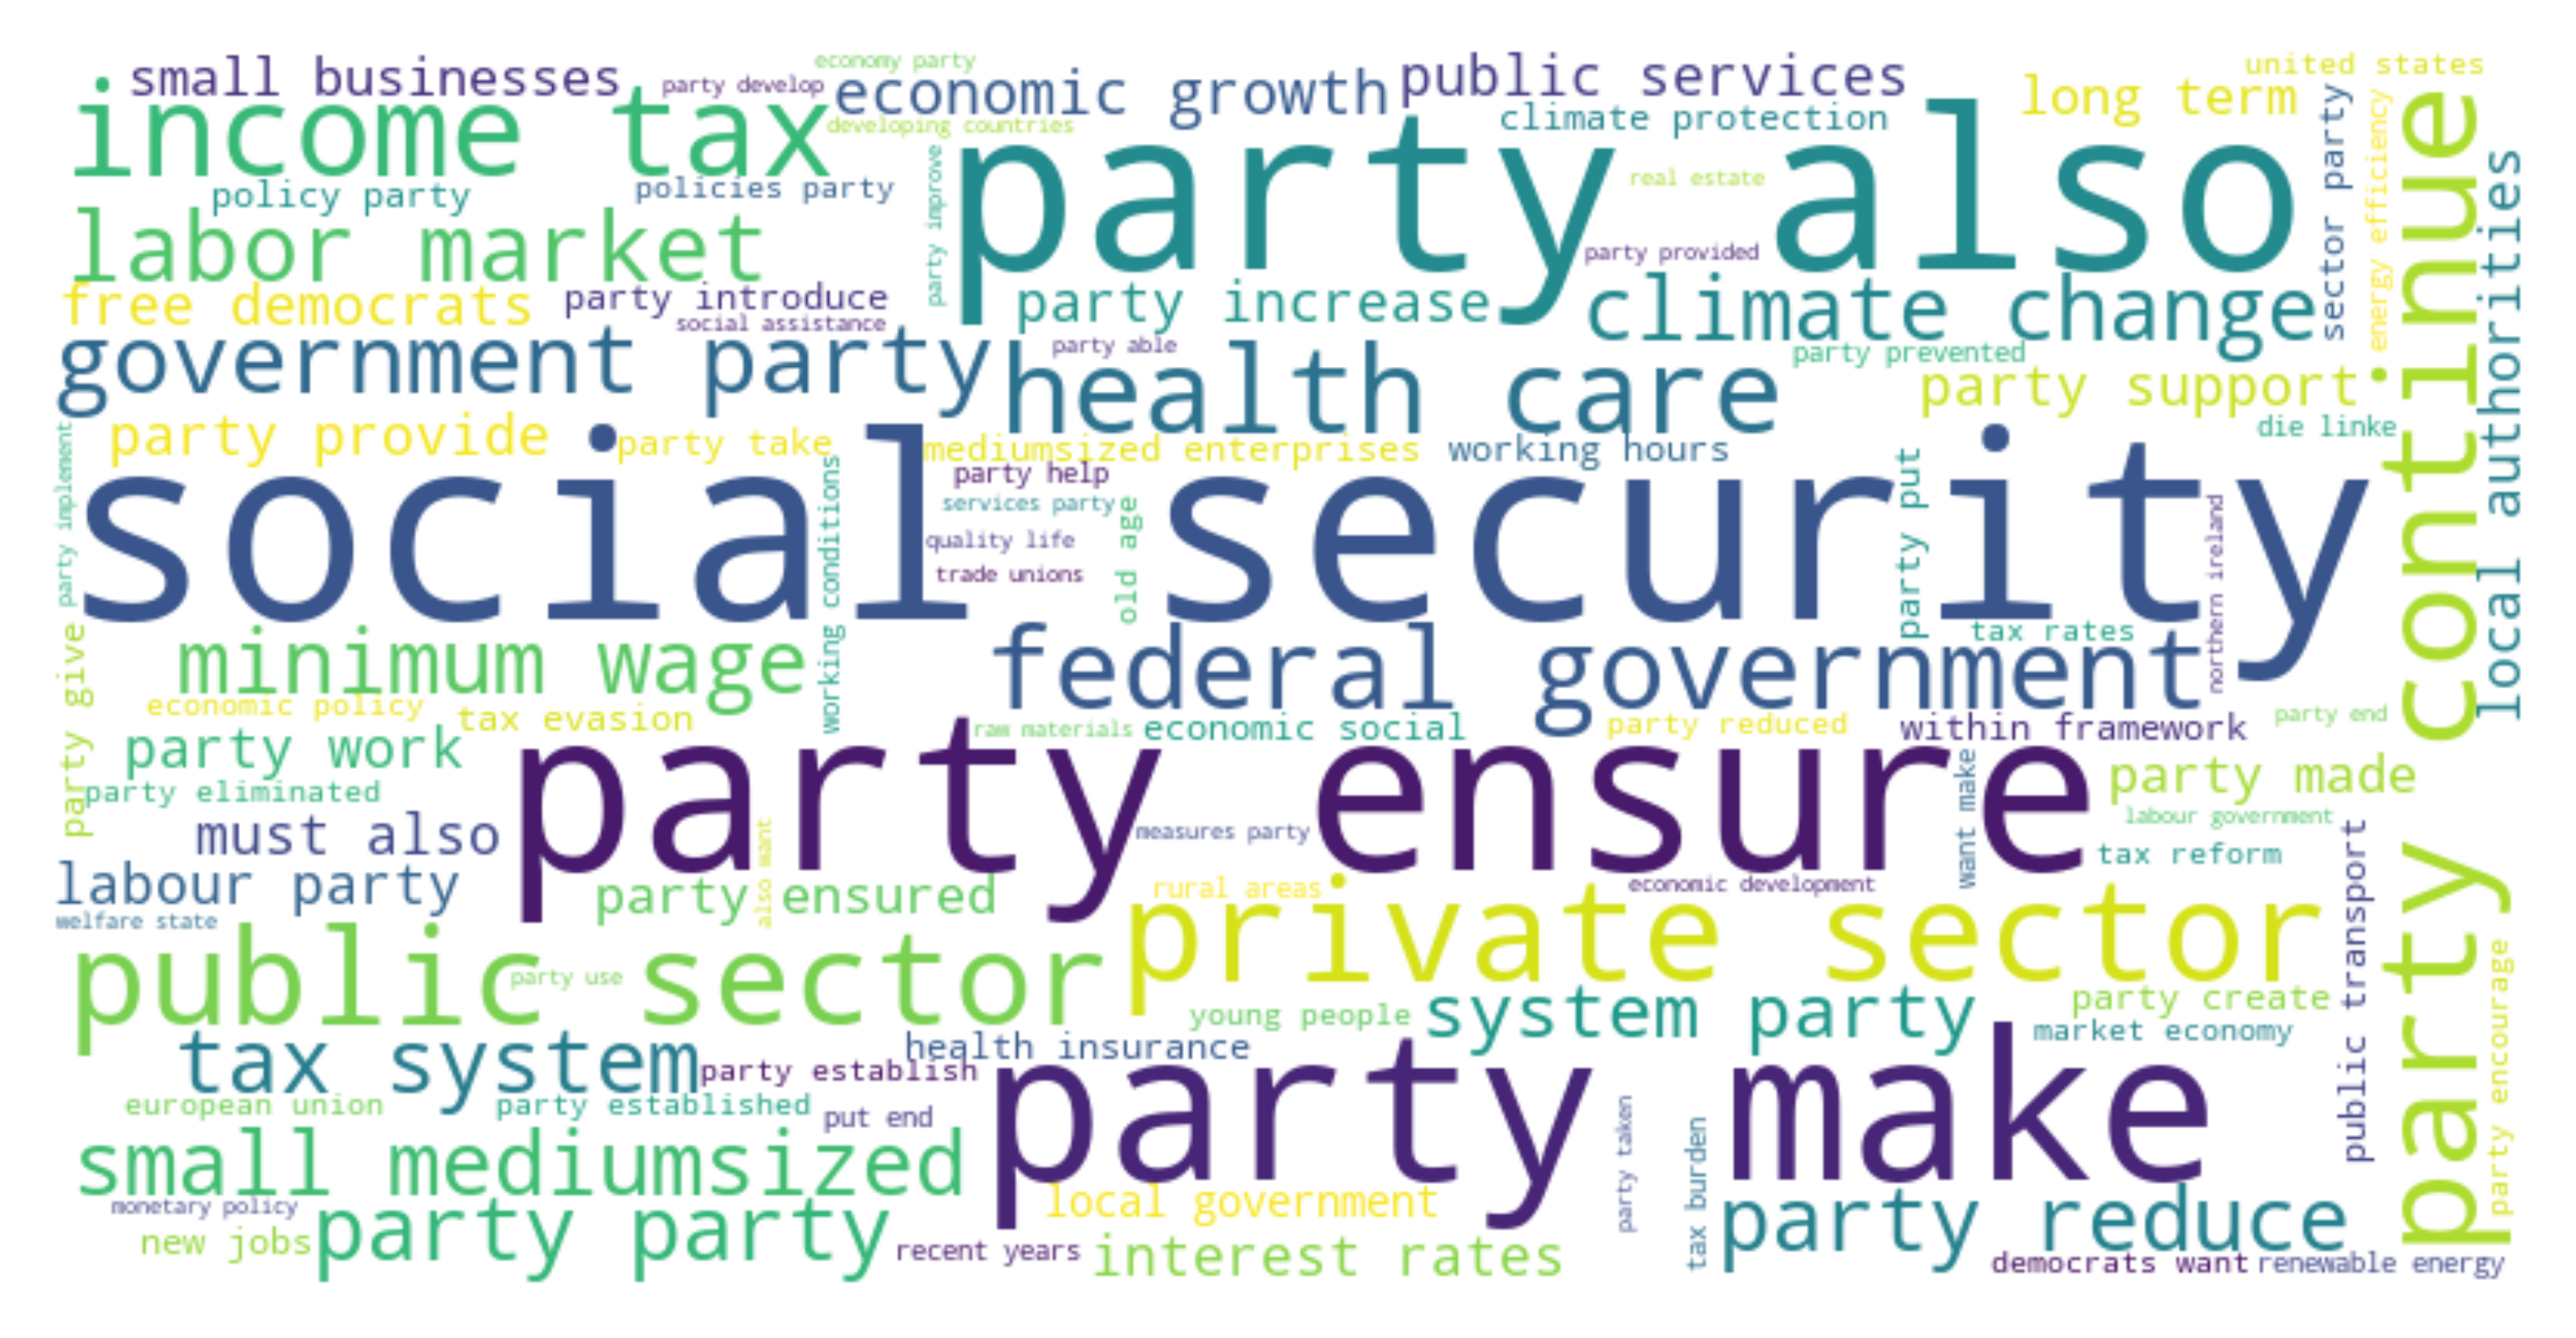 small businesses
economy party
party develop
economic growth
public services
united states
long term
income tax
developing countries
climate protection
party also
policy party
policies party
party improve
real estate
sector party
energy efficiency
party continue
local authorities
labor market
party provided
free democrats
party introduce
social assistance
party increase
climate change
government party
party able
health care
party prevented
party support
die linke
party provide
party take
mediumsized enterprises
working hours
party implement
social security
party help
services party
quality life
trade unions
old age
working conditions
party put
northern ireland
party give
minimum wage
federal government
tax rates
economic policy
tax evasion
raw materials
economic social
party reduced
within framework
party end
party work
party ensure
want make
party made
party eliminated
must also
measures party
labour government
tax reform
labour party
also want
party ensured
rural areas
economic development
welfare state
public sector
private sector
public transport
party use
young people
system party
party create
market economy
tax system
health insurance
party establish
party make
european union
party established
put end
party taken
tax burden
party encourage
small mediumsized
monetary policy
local government
party reduce
new jobs
party party
recent years
interest rates
democrats want
renewable energy